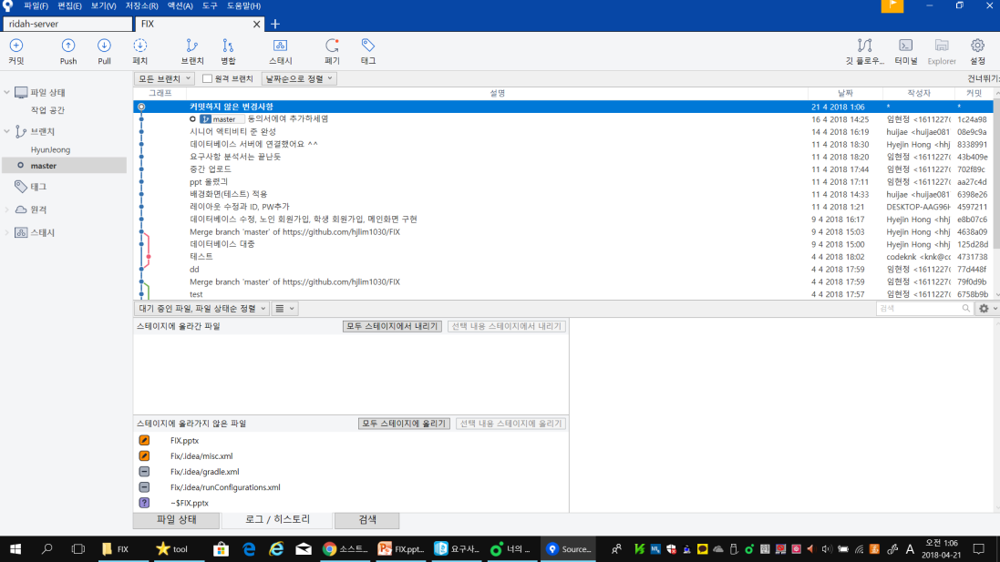 파일(F) 편집(E) 보기(V) 저장소(R) 액션(A) 도구 도움말(H)
ridah-server FIX
커밋 Push Pull 패치 브랜치 병합 스태시 폐기 태그 깃 플로우... 터미널 Explorer 설정
모든 브랜치 원격 브랜치 날짜순으로 정렬 건너뛰기:
그래프 설명 날짜 작성자 커밋
커밋하지 않은 변경사항 21 4 2018 1:06 * *
master 동의서에여 추가하세염 16 4 2018 14:25 임현정 <1611227( 1c24a98
시니어 엑티비티 준 완성 14 4 2018 16:19 huijae <huijae081 08e9c9a
데이터베이스 서버에 연결했어요 ^^ 11 4 2018 18:30 Hyejin Hong <hhj 8338991
요구사항 분석서는 끝난듯 11 4 2018 18:20 임현정 <1611227( 43b409e
중간 업로드 11 4 2018 17:44 임현정 <1611227( 702f89c
ppt 올렸긔 11 4 2018 17:11 임현정 <1611227( aa27c4d
배경화면(테스트) 적용 11 4 2018 14:33 huijae <huijae081 6398e26
레이아웃 수정과 ID, PW추가 11 4 2018 1:21 DESKTOP-AAG96H 4597211
데이터베이스 수정, 노인 회원가입, 학생 회원가입, 메인화면 구현 9 4 2018 16:17 Hyejin Hong <hhj e8b07c6
Merge branch 'master' of https://github.com/hjllim1030/FIX 9 4 2018 15:03 Hyejin Hong <hhj 4638a09
데이터베이스 대충 9 4 2018 15:00 Hyejin Hong <hhj 125d28d
테스트 4 4 2018 18:02 codeknk <knk@cc 4731738
dd 4 4 2018 17:59 임현정 <1611227( 77d448f
Merge branch 'master' of https://github.com/hjllim1030/FIX 4 4 2018 17:59 임현정 <1611227( 79f0d9b
test 4 4 2018 17:57 임현정 <1611227( 6758b9b
파일 상태
작업 공간
브랜치
HyunJeong
master
태그
원격
스태시
대기 중인 파일, 파일 상태순 정렬 검색
스테이지에 올라간 파일 모두 스테이지에서 내리기 선택 내용 스테이지에서 내리기
스테이지에 올라가지 않은 파일 모두 스테이지에 올리기 선택 내용 스테이지에 올리기
FIX.pptx
Fix/.idea/misc.xml
Fix/.idea/gradle.xml
Fix/.idea/runConfigurations.xml
~$FIX.pptx
파일 상태 로그 / 히스토리 검색
FIX tool 소스트... FIX.ppt... 요구사... 너의 ... Source... A 오전 1:06
2018-04-21